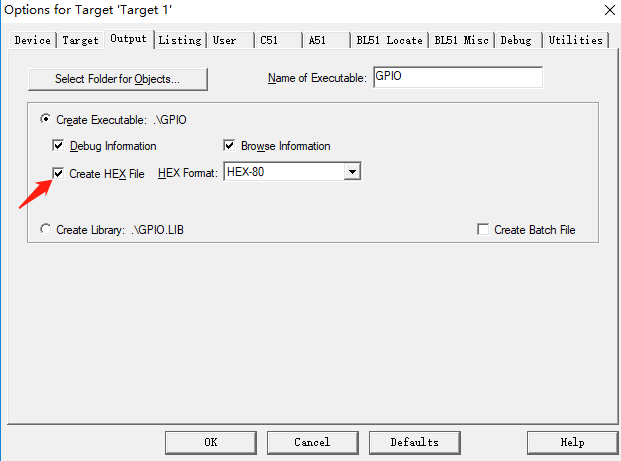 Options for Target 'Target 1'
Device Target Output Listing User C51 A51 BL51 Locate BL51 Misc Debug Utilities
Select Folder for Objects... Name of Executable: GPIO
Create Executable: .\GPIO
Debug Information Browse Information
Create HEX File HEX Format: HEX-80
Create Library: .\GPIO.LIB Create Batch File
OK Cancel Defaults Help